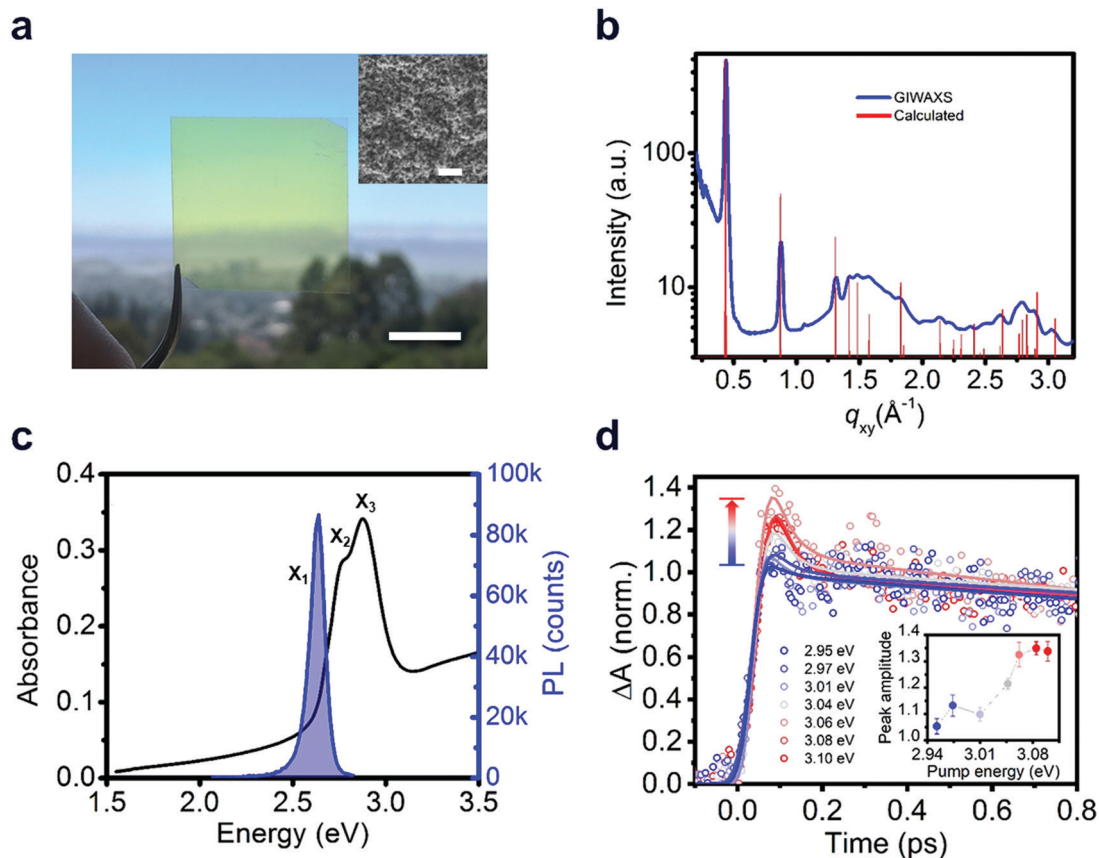 a
b
GIWAXS
Calculated
100
10
Intensity (a.u.)
0.5 1.0 1.5 2.0 2.5 3.0
qxy(Å⁻¹)
c
0.4
0.3
0.2
0.1
0.0
Absorbance
X₁
X₂
X₃
100k
80k
60k
40k
20k
0
PL (counts)
1.5 2.0 2.5 3.0 3.5
Energy (eV)
d
1.4
1.2
1.0
0.8
0.6
0.4
0.2
0.0
ΔA (norm.)
2.95 eV
2.97 eV
3.01 eV
3.04 eV
3.06 eV
3.08 eV
3.10 eV
1.4
1.3
1.2
1.1
1.0
Peak amplitude
2.94 3.01 3.08
Pump energy (eV)
0.0 0.2 0.4 0.6 0.8
Time (ps)